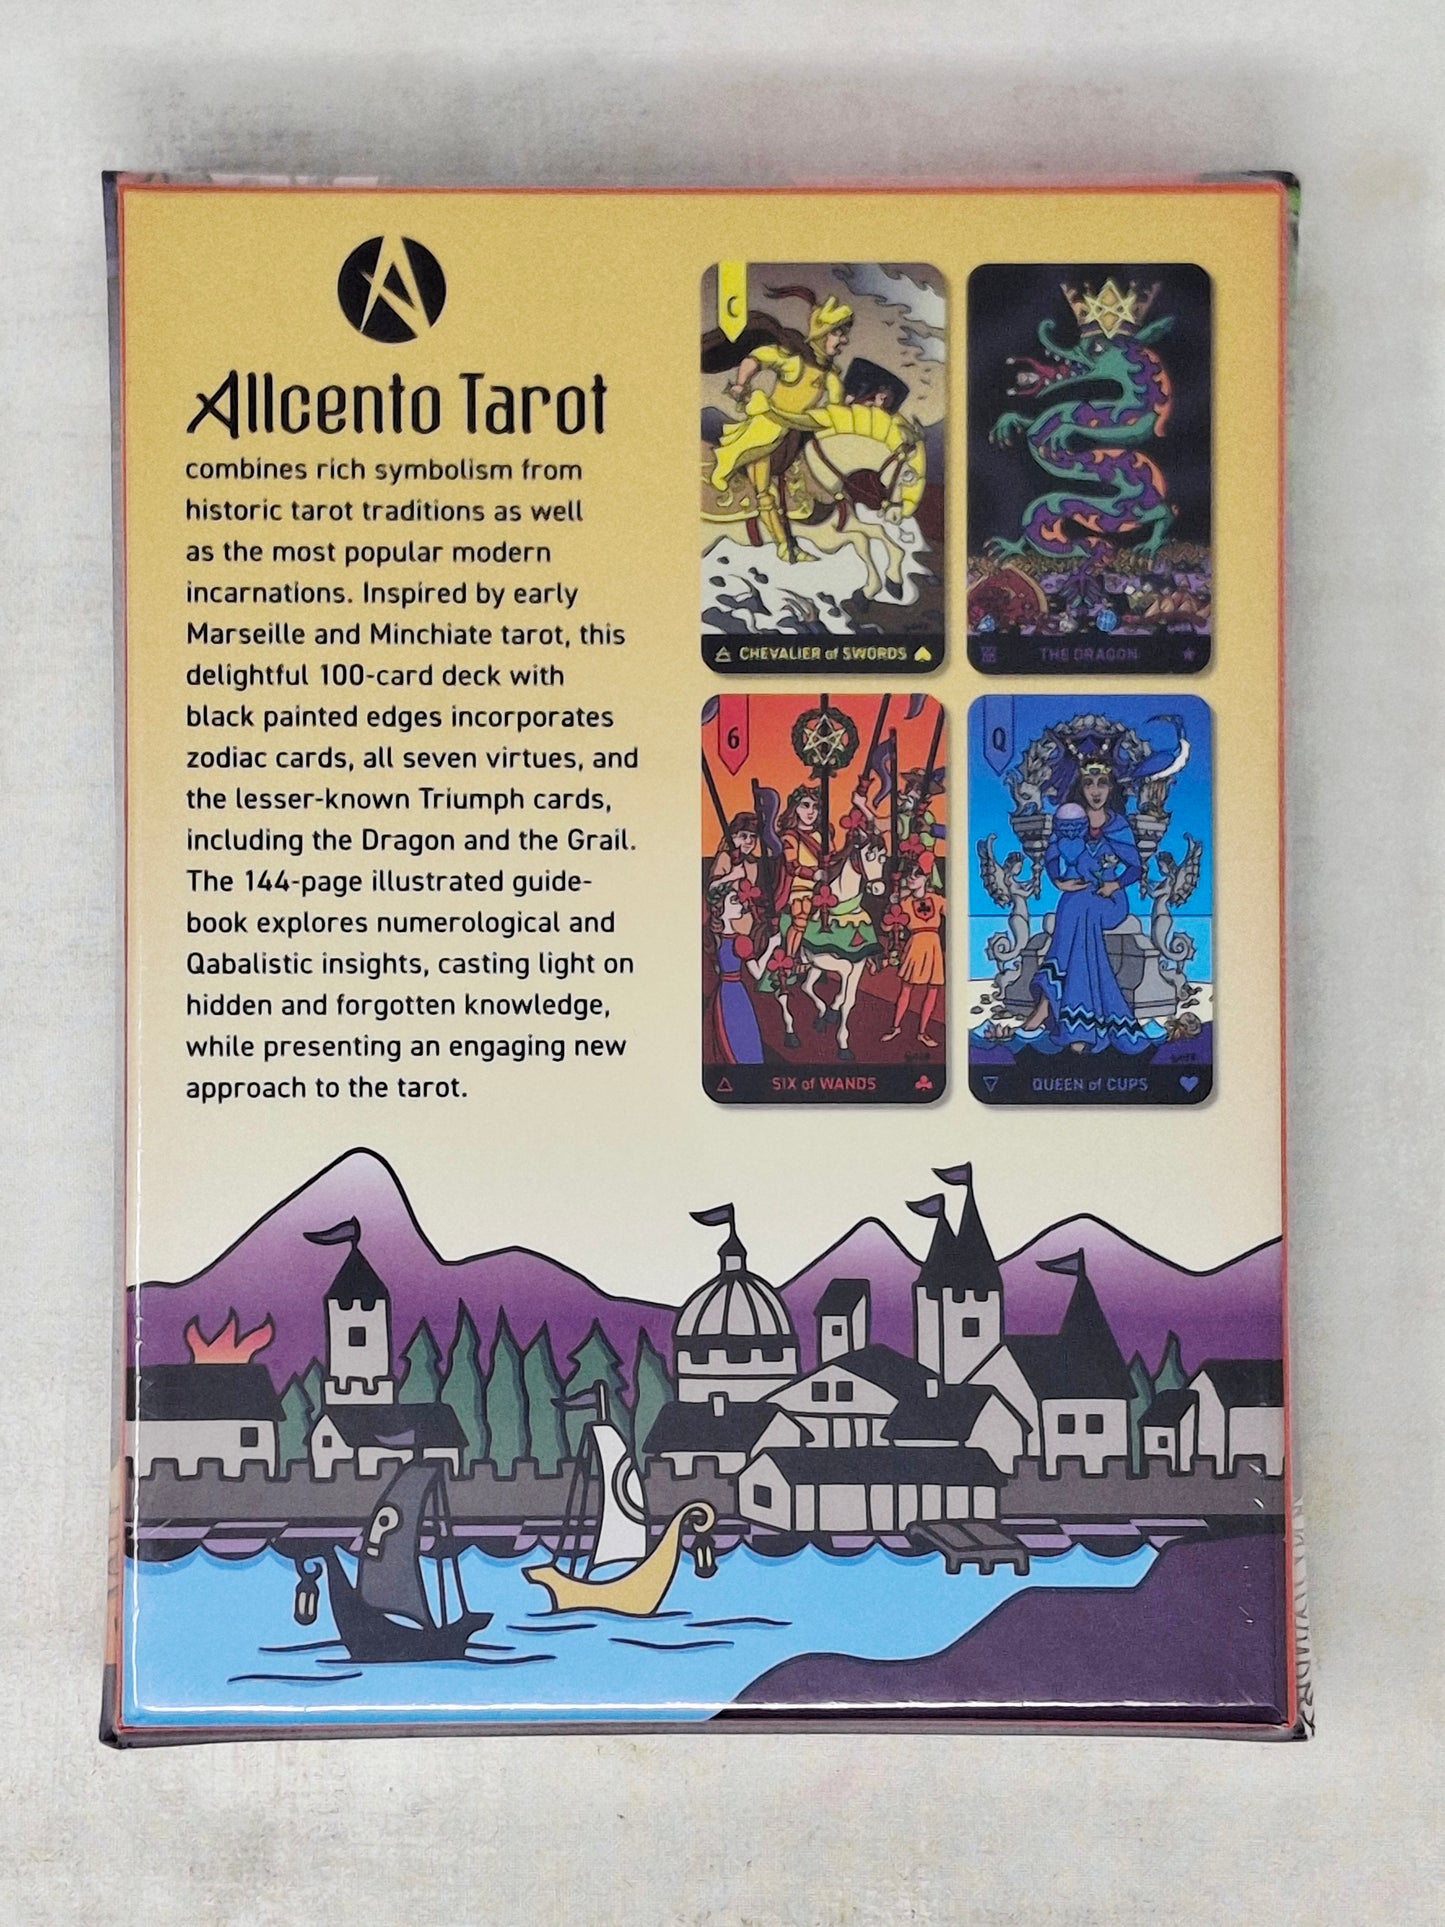 Allcento Tarot
combines rich symbolism from
historic tarot traditions as well
as the most popular modern
incarnations. Inspired by early
Marseille and Minchiate tarot, this
delightful 100-card deck with
black painted edges incorporates
zodiac cards, all seven virtues, and
the lesser-known Triumph cards,
including the Dragon and the Grail.
The 144-page illustrated guide-
book explores numerological and
Qabalistic insights, casting light on
hidden and forgotten knowledge,
while presenting an engaging new
approach to the tarot.
C
CHEVALIER of SWORDS
THE DRAGON
6
SIX of WANDS
Q
QUEEN of CUPS